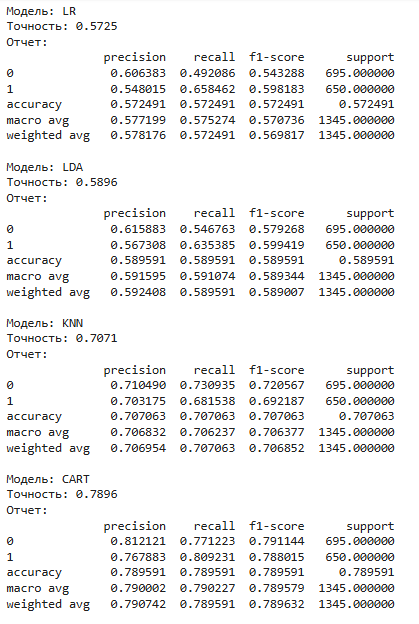 Модель: LR
Точность: 0.5725
Отчет:
precision recall f1-score support
0 0.606383 0.492086 0.543288 695.000000
1 0.548015 0.658462 0.598183 650.000000
accuracy 0.572491 0.572491 0.572491 0.572491
macro avg 0.577199 0.575274 0.570736 1345.000000
weighted avg 0.578176 0.572491 0.569817 1345.000000
Модель: LDA
Точность: 0.5896
Отчет:
precision recall f1-score support
0 0.615883 0.546763 0.579268 695.000000
1 0.567308 0.635385 0.599419 650.000000
accuracy 0.589591 0.589591 0.589591 0.589591
macro avg 0.591595 0.591074 0.589344 1345.000000
weighted avg 0.592408 0.589591 0.589007 1345.000000
Модель: KNN
Точность: 0.7071
Отчет:
precision recall f1-score support
0 0.710490 0.730935 0.720567 695.000000
1 0.703175 0.681538 0.692187 650.000000
accuracy 0.707063 0.707063 0.707063 0.707063
macro avg 0.706832 0.706237 0.706377 1345.000000
weighted avg 0.706954 0.707063 0.706852 1345.000000
Модель: CART
Точность: 0.7896
Отчет:
precision recall f1-score support
0 0.812121 0.771223 0.791144 695.000000
1 0.767883 0.809231 0.788015 650.000000
accuracy 0.789591 0.789591 0.789591 0.789591
macro avg 0.790002 0.790227 0.789579 1345.000000
weighted avg 0.790742 0.789591 0.789632 1345.000000